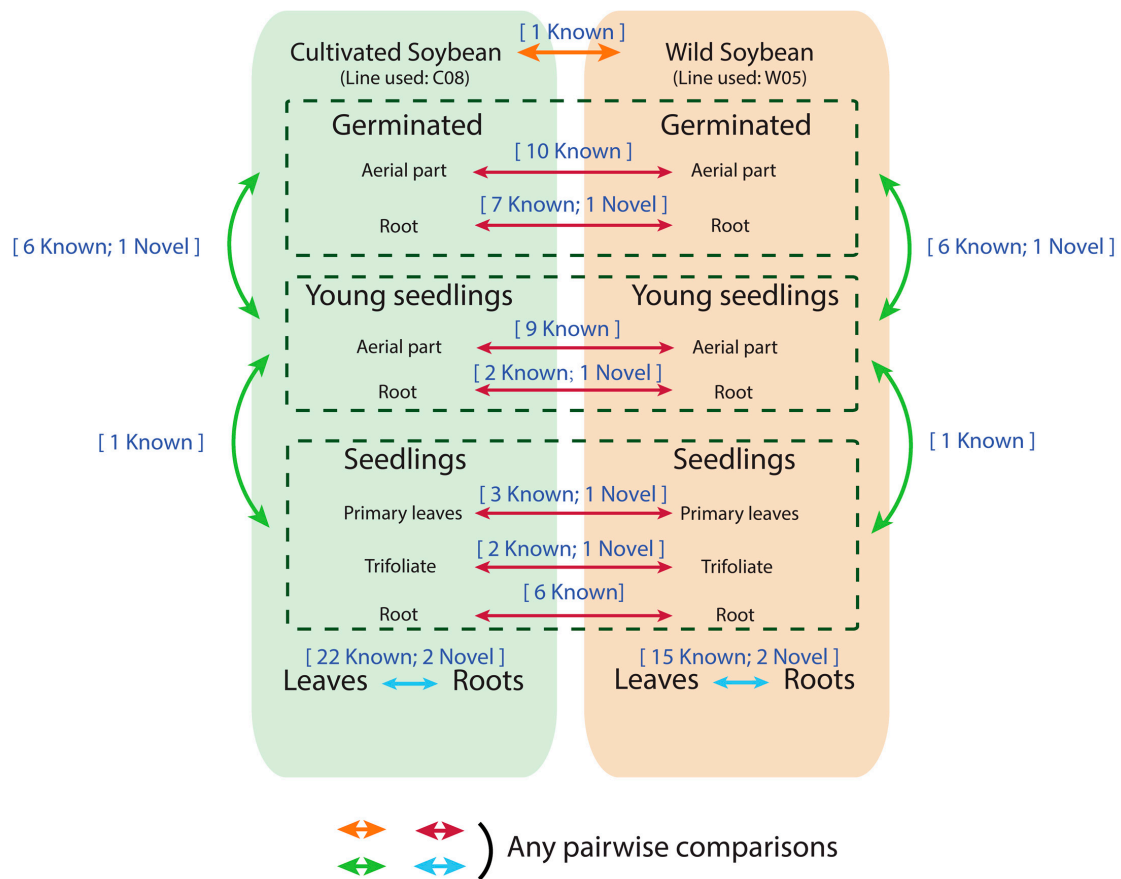 [ 1 Known ]
Cultivated Soybean
(Line used: C08)
Wild Soybean
(Line used: W05)
Germinated
Germinated
[ 10 Known ]
Aerial part
Aerial part
[ 7 Known; 1 Novel ]
Root
Root
[ 6 Known; 1 Novel ]
[ 6 Known; 1 Novel ]
Young seedlings
Young seedlings
[ 9 Known ]
Aerial part
Aerial part
[ 2 Known; 1 Novel ]
Root
Root
[ 1 Known ]
[ 1 Known ]
Seedlings
Seedlings
[ 3 Known; 1 Novel ]
Primary leaves
Primary leaves
[ 2 Known; 1 Novel ]
Trifoliate
Trifoliate
[ 6 Known]
Root
Root
[ 22 Known; 2 Novel ]
Leaves Roots
[ 15 Known; 2 Novel ]
Leaves Roots
Any pairwise comparisons